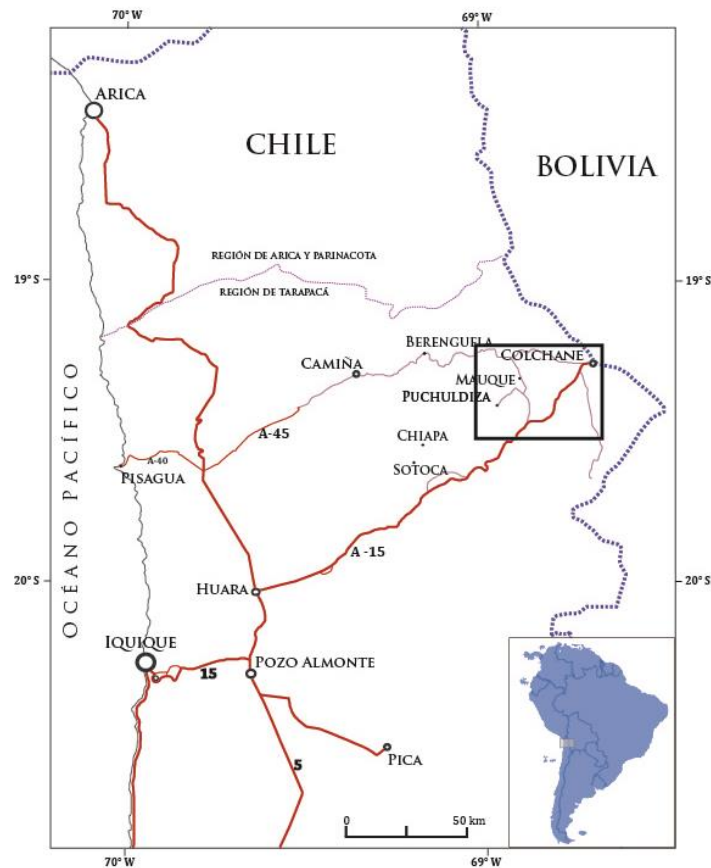 70° W
69° W
ARICA
CHILE
BOLIVIA
REGIÓN DE ARICA Y PARINACOTA
19° S
19° S
REGIÓN DE TARAPACÁ
BERENGUELA
COLCHANE
CAMIÑA
MAUQUE
PUCHULDIZA
OCÉANO PACÍFICO
A-45
CHIAPA
A-40
SOTOCA
PISAGUA
A -15
20° S
20° S
HUARA
IQUIQUE
POZO ALMONTE
15
5
PICA
0
50 km
70° W
69° W